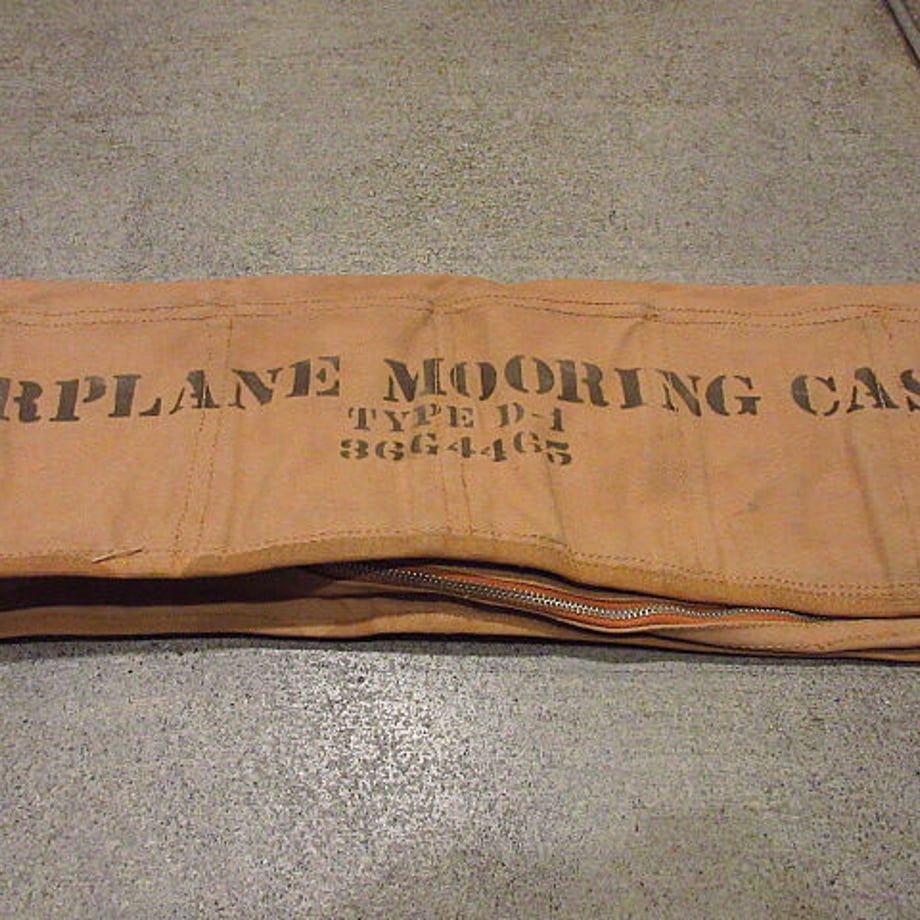 RPLANE MOORING CAS
TYPE D-1
36G4465